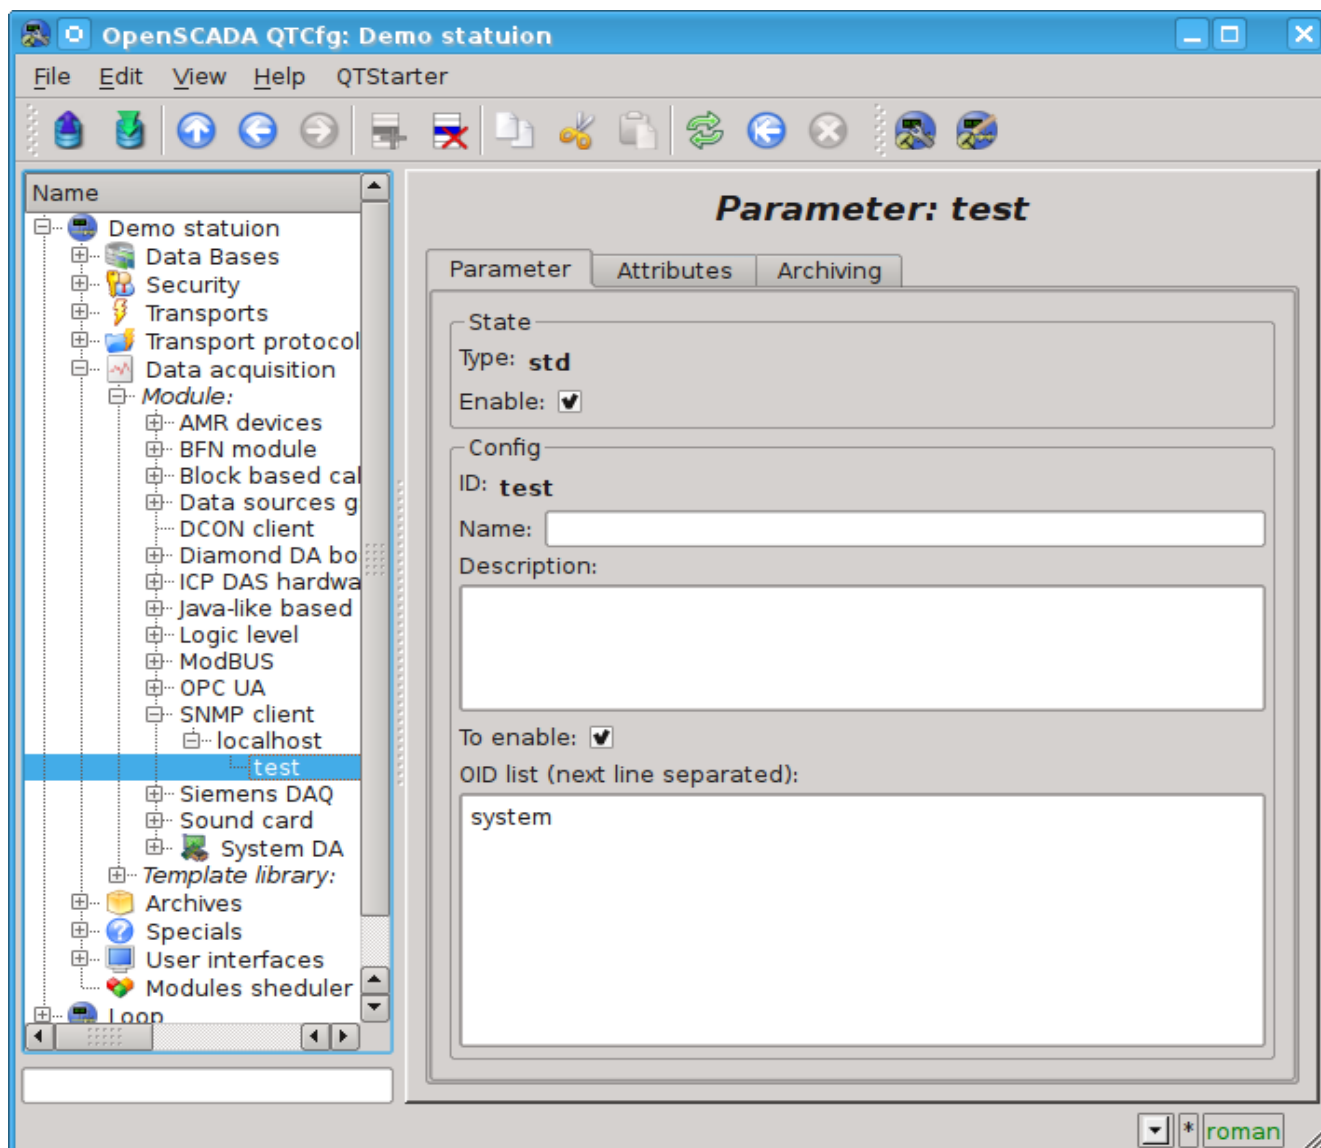 OpenSCADA QTCfg: Demo statuion
File Edit View Help QTStarter
Name
Demo statuion
Data Bases
Security
Transports
Transport protocol
Data acquisition
Module:
AMR devices
BFN module
Block based cal
Data sources g
DCON client
Diamond DA bo
ICP DAS hardwa
Java-like based
Logic level
ModBUS
OPC UA
SNMP client
localhost
test
Siemens DAQ
Sound card
System DA
Template library:
Archives
Specials
User interfaces
Modules sheduler
Loop
Parameter: test
Parameter Attributes Archiving
State
Type: std
Enable:
Config
ID: test
Name:
Description:
To enable:
OID list (next line separated):
system
* roman